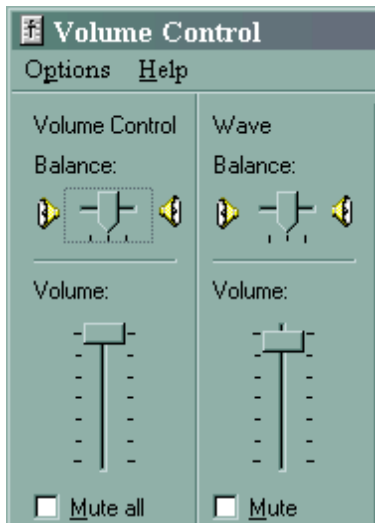 Volume Control
Options Help
Volume Control
Balance:
Volume:
Mute all
Wave
Balance:
Volume:
Mute